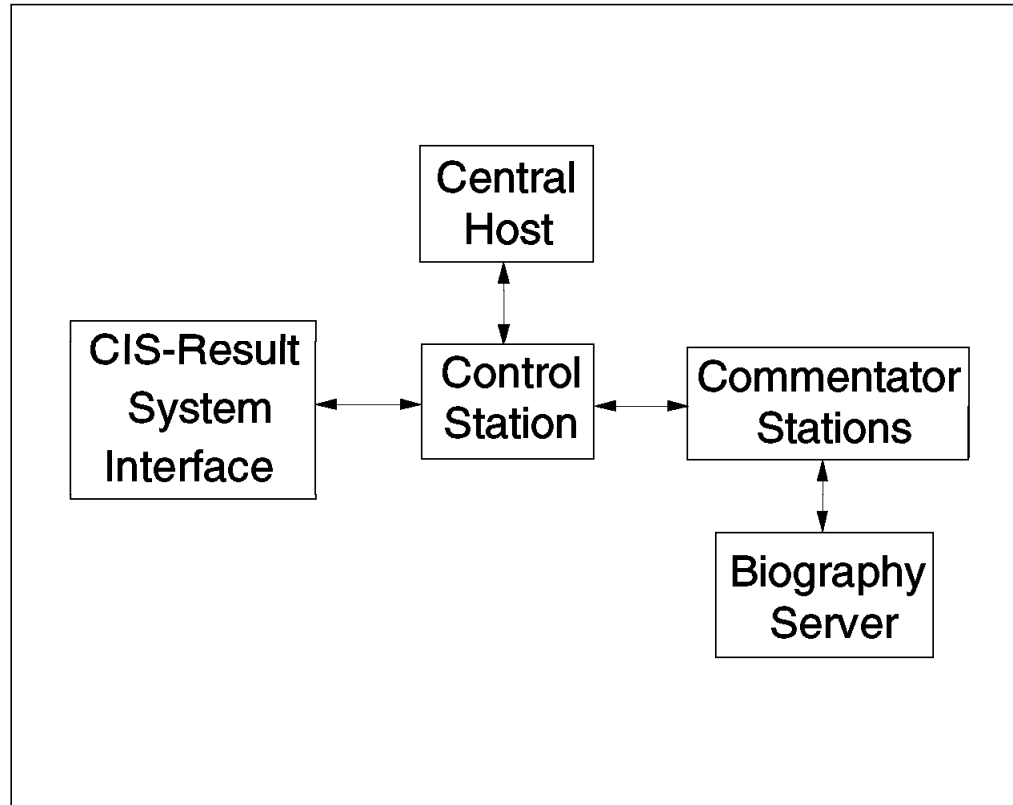 Central
Host
CIS-Result
System
Interface
Control
Station
Commentator
Stations
Biography
Server